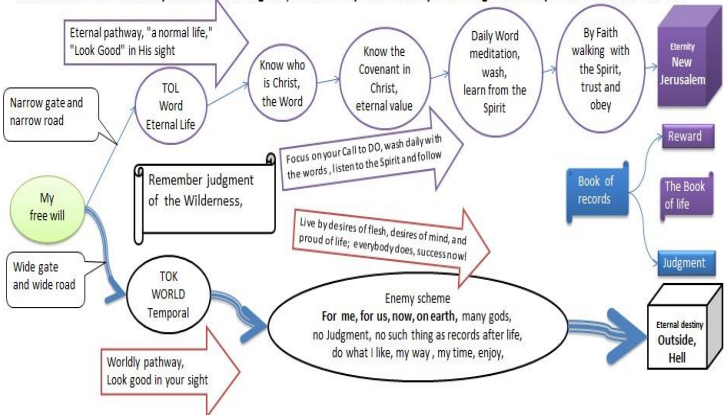 Eternal pathway, "a normal life,"
"Look Good" in His sight
Narrow gate and
narrow road
TOL
Word
Eternal Life
Know who
is Christ,
the Word
Know the
Covenant in
Christ,
eternal value
Daily Word
meditation,
wash,
learn from the
Spirit
By Faith
walking with
the Spirit,
trust and
obey
Eternity
New
Jerusalem
Remember judgment
of the Wilderness,
Focus on your Call to DO, wash daily with
the words , listen to the Spirit and follow
Reward
Book of
records
The Book
of life
Judgment
My
free will
Live by desires of flesh, desires of mind, and
proud of life; everybody does, success now!
Wide gate
and wide road
TOK
WORLD
Temporal
Enemy scheme
For me, for us, now, on earth, many gods,
no Judgment, no such thing as records after life,
do what I like, my way , my time, enjoy,
Eternal destiny
Outside,
Hell
Worldly pathway,
Look good in your sight